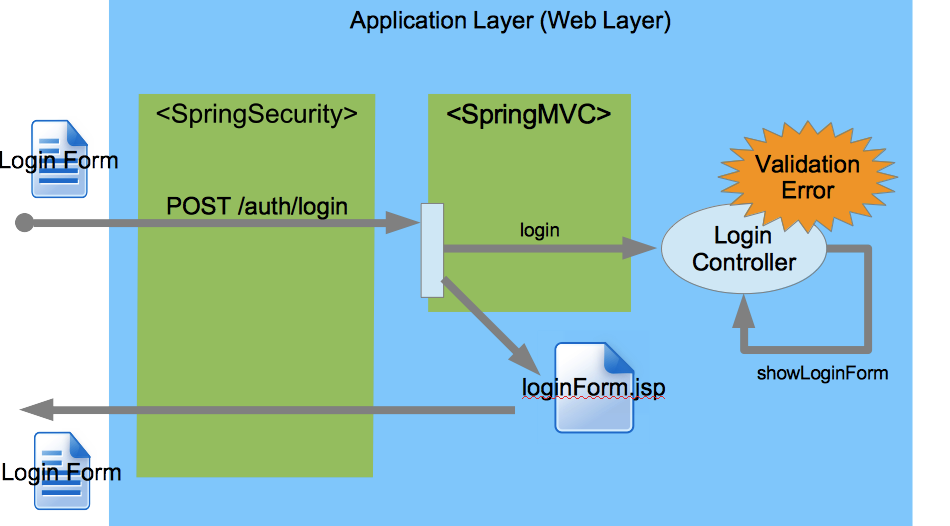 Application Layer (Web Layer)
<SpringSecurity>
<SpringMVC>
Login Form
Validation
Error
POST /auth/login
login
Login
Controller
showLoginForm
loginForm.jsp
Login Form